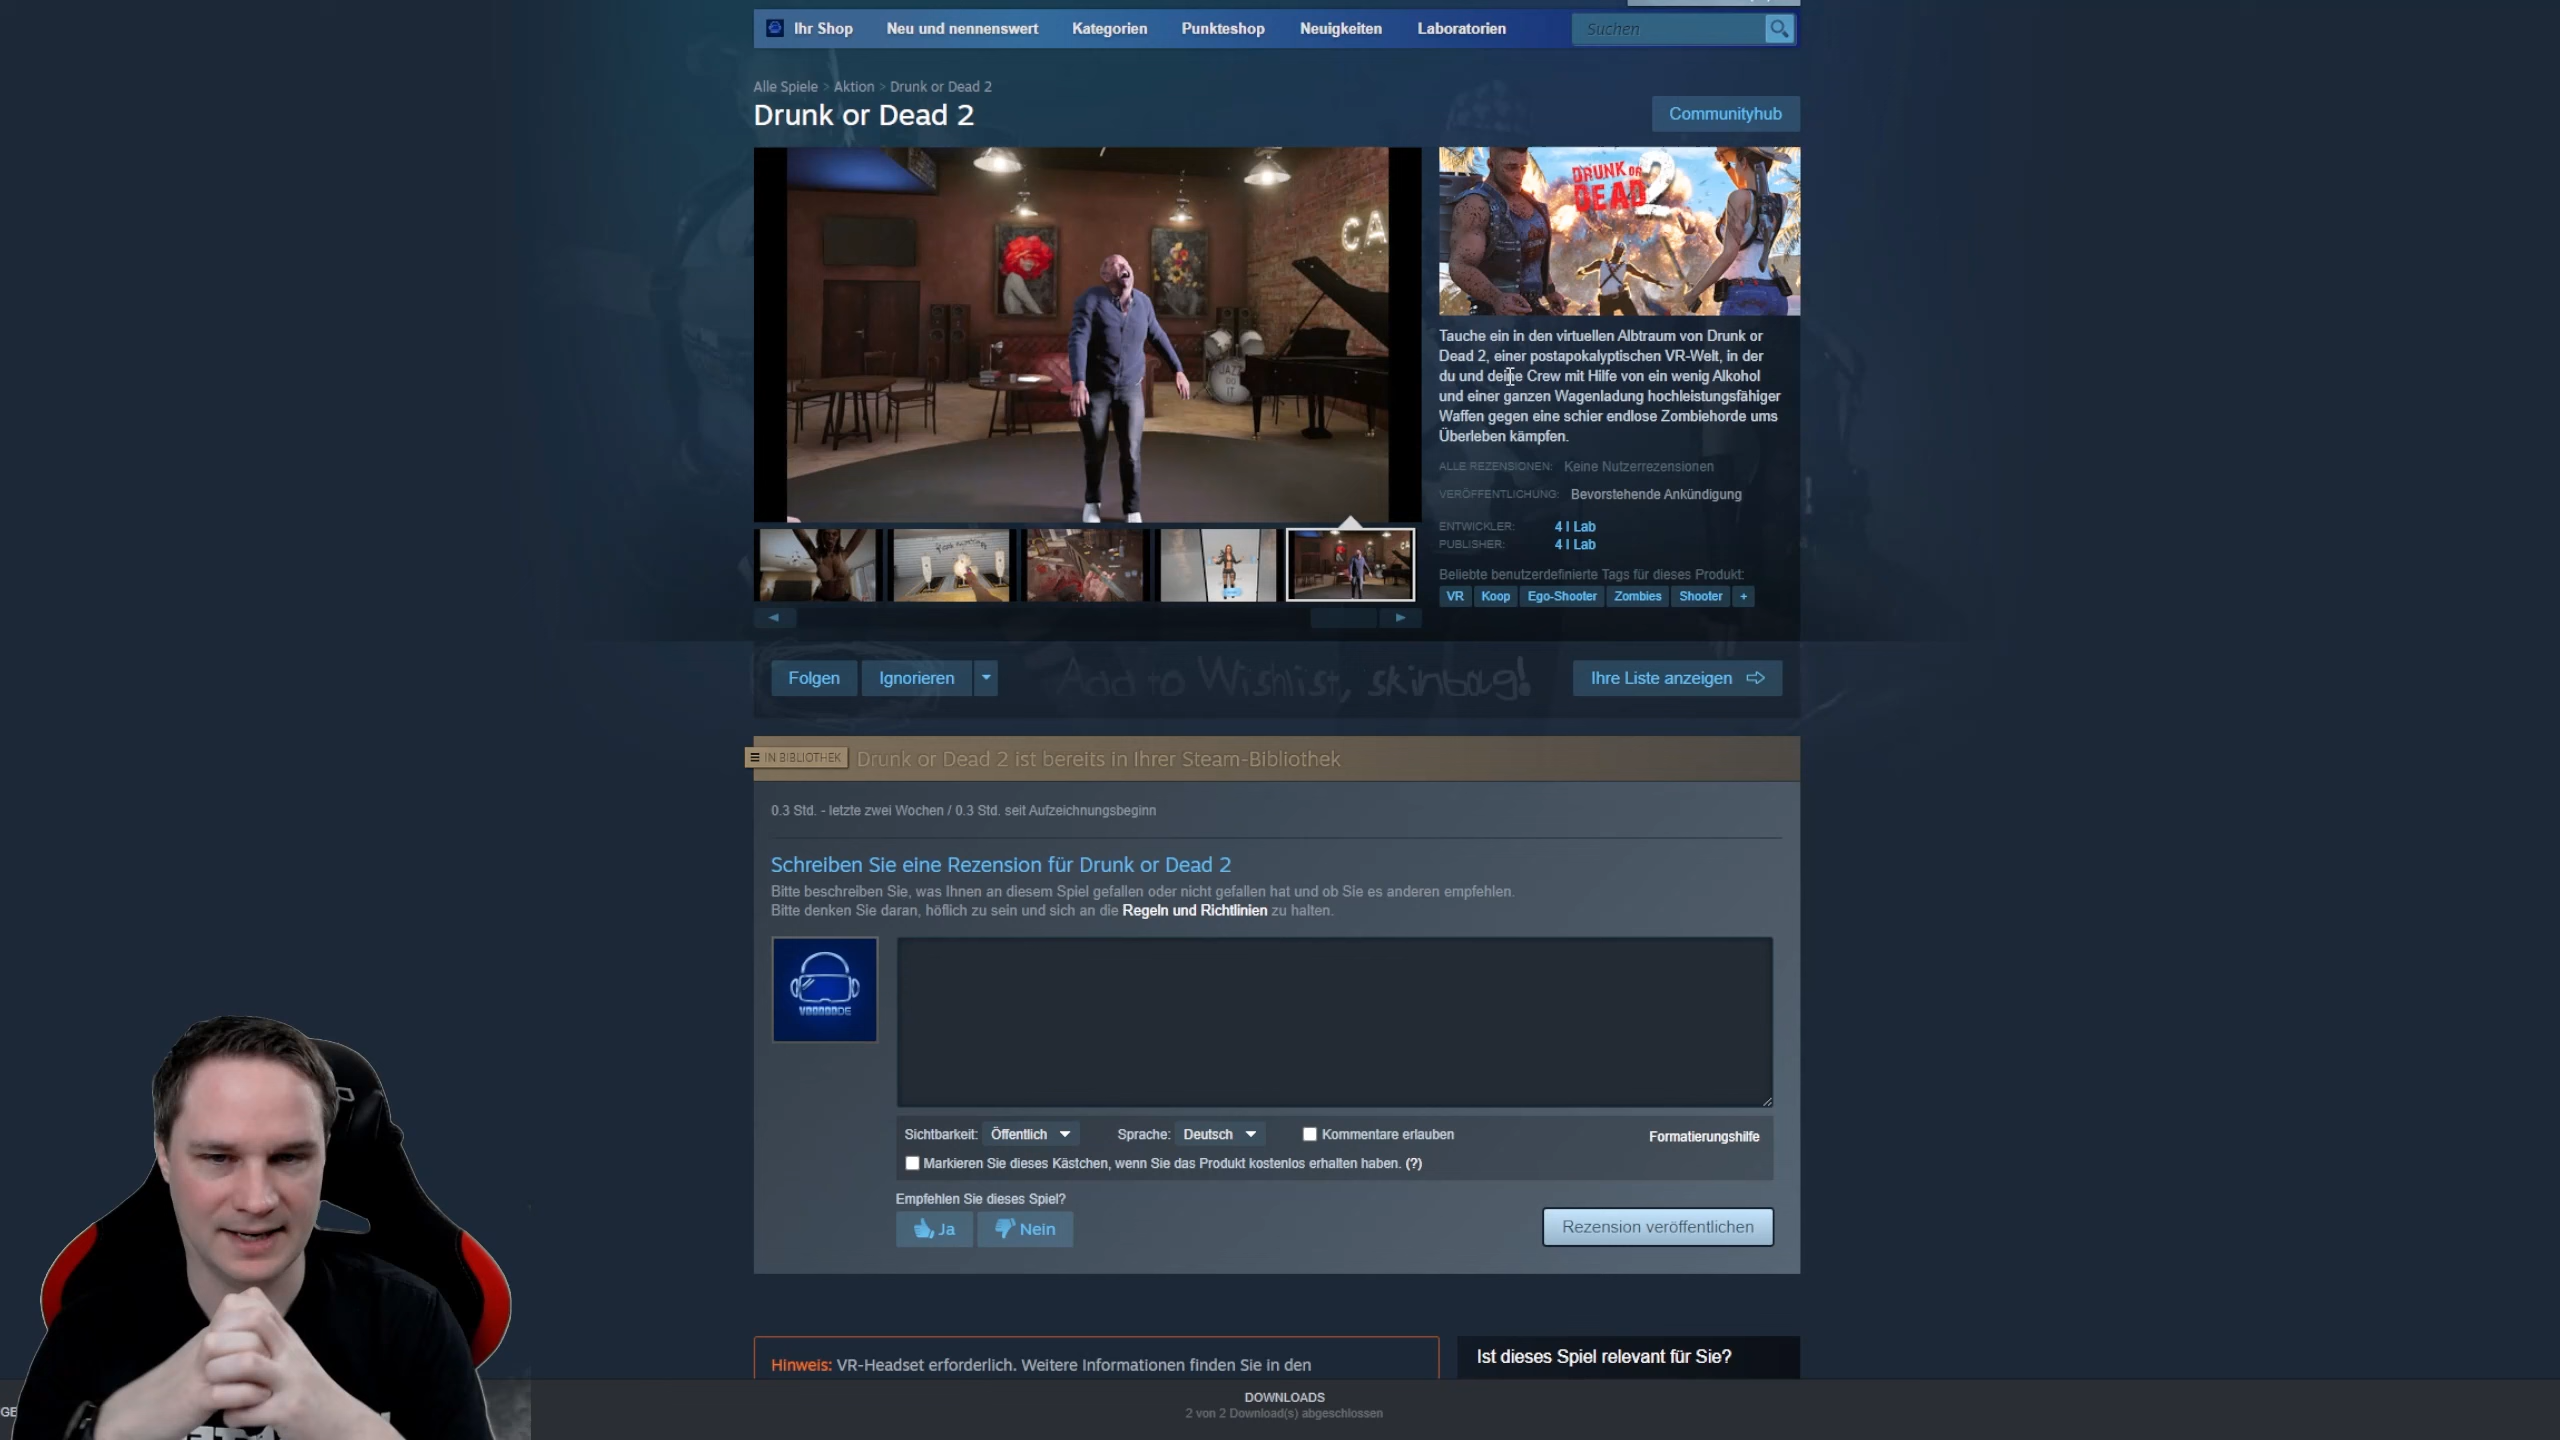 Ihr Shop Neu und nennenswert Kategorien Punkteshop Neuigkeiten Laboratorien Suchen
Alle Spiele > Aktion > Drunk or Dead 2
Drunk or Dead 2
Communityhub
CA
JAZZ
DO
IT
DRUNK OR
DEAD 2
Tauche ein in den virtuellen Albtraum von Drunk or
Dead 2, einer postapokalyptischen VR-Welt, in der
du und deine Crew mit Hilfe von ein wenig Alkohol
und einer ganzen Wagenladung hochleistungsfähiger
Waffen gegen eine schier endlose Zombiehorde ums
Überleben kämpfen.
ALLE REZENSIONEN: Keine Nutzerrezensionen
VERÖFFENTLICHUNG: Bevorstehende Ankündigung
ENTWICKLER: 4 I Lab
PUBLISHER: 4 I Lab
Beliebte benutzerdefinierte Tags für dieses Produkt:
VR Koop Ego-Shooter Zombies Shooter +
Folgen Ignorieren Add to Wishlist, skinbag! Ihre Liste anzeigen
IN BIBLIOTHEK Drunk or Dead 2 ist bereits in Ihrer Steam-Bibliothek
0.3 Std. - letzte zwei Wochen / 0.3 Std. seit Aufzeichnungsbeginn
Schreiben Sie eine Rezension für Drunk or Dead 2
Bitte beschreiben Sie, was Ihnen an diesem Spiel gefallen oder nicht gefallen hat und ob Sie es anderen empfehlen.
Bitte denken Sie daran, höflich zu sein und sich an die Regeln und Richtlinien zu halten.
VOODOODE
Sichtbarkeit: Öffentlich Sprache: Deutsch Kommentare erlauben Formatierungshilfe
Markieren Sie dieses Kästchen, wenn Sie das Produkt kostenlos erhalten haben. (?)
Empfehlen Sie dieses Spiel?
Ja Nein
Rezension veröffentlichen
Hinweis: VR-Headset erforderlich. Weitere Informationen finden Sie in den
Ist dieses Spiel relevant für Sie?
DOWNLOADS
2 von 2 Download(s) abgeschlossen
GE